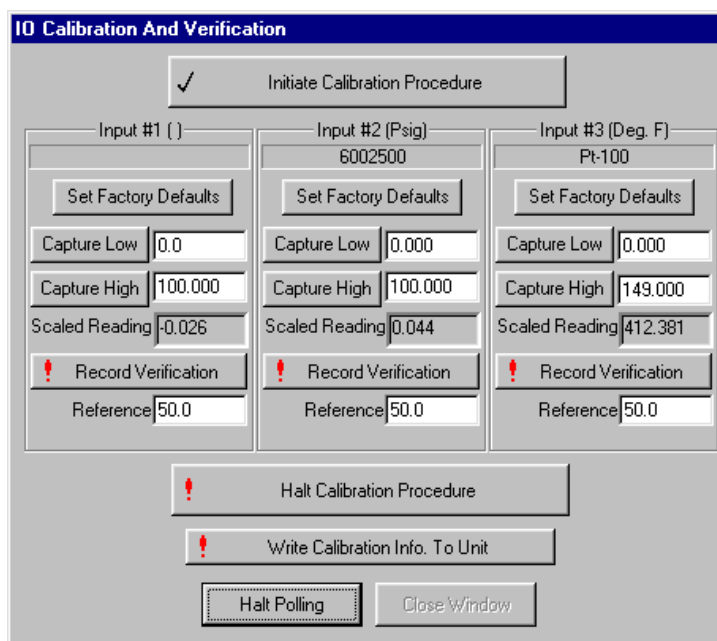 IO Calibration And Verification
Initiate Calibration Procedure
Input #1 ( )
Set Factory Defaults
Capture Low 0.0
Capture High 100.000
Scaled Reading -0.026
Record Verification
Reference 50.0
Input #2 (Psig)
6002500
Set Factory Defaults
Capture Low 0.000
Capture High 100.000
Scaled Reading 0.044
Record Verification
Reference 50.0
Input #3 (Deg. F)
Pt-100
Set Factory Defaults
Capture Low 0.000
Capture High 149.000
Scaled Reading 412.381
Record Verification
Reference 50.0
Halt Calibration Procedure
Write Calibration Info. To Unit
Halt Polling
Close Window